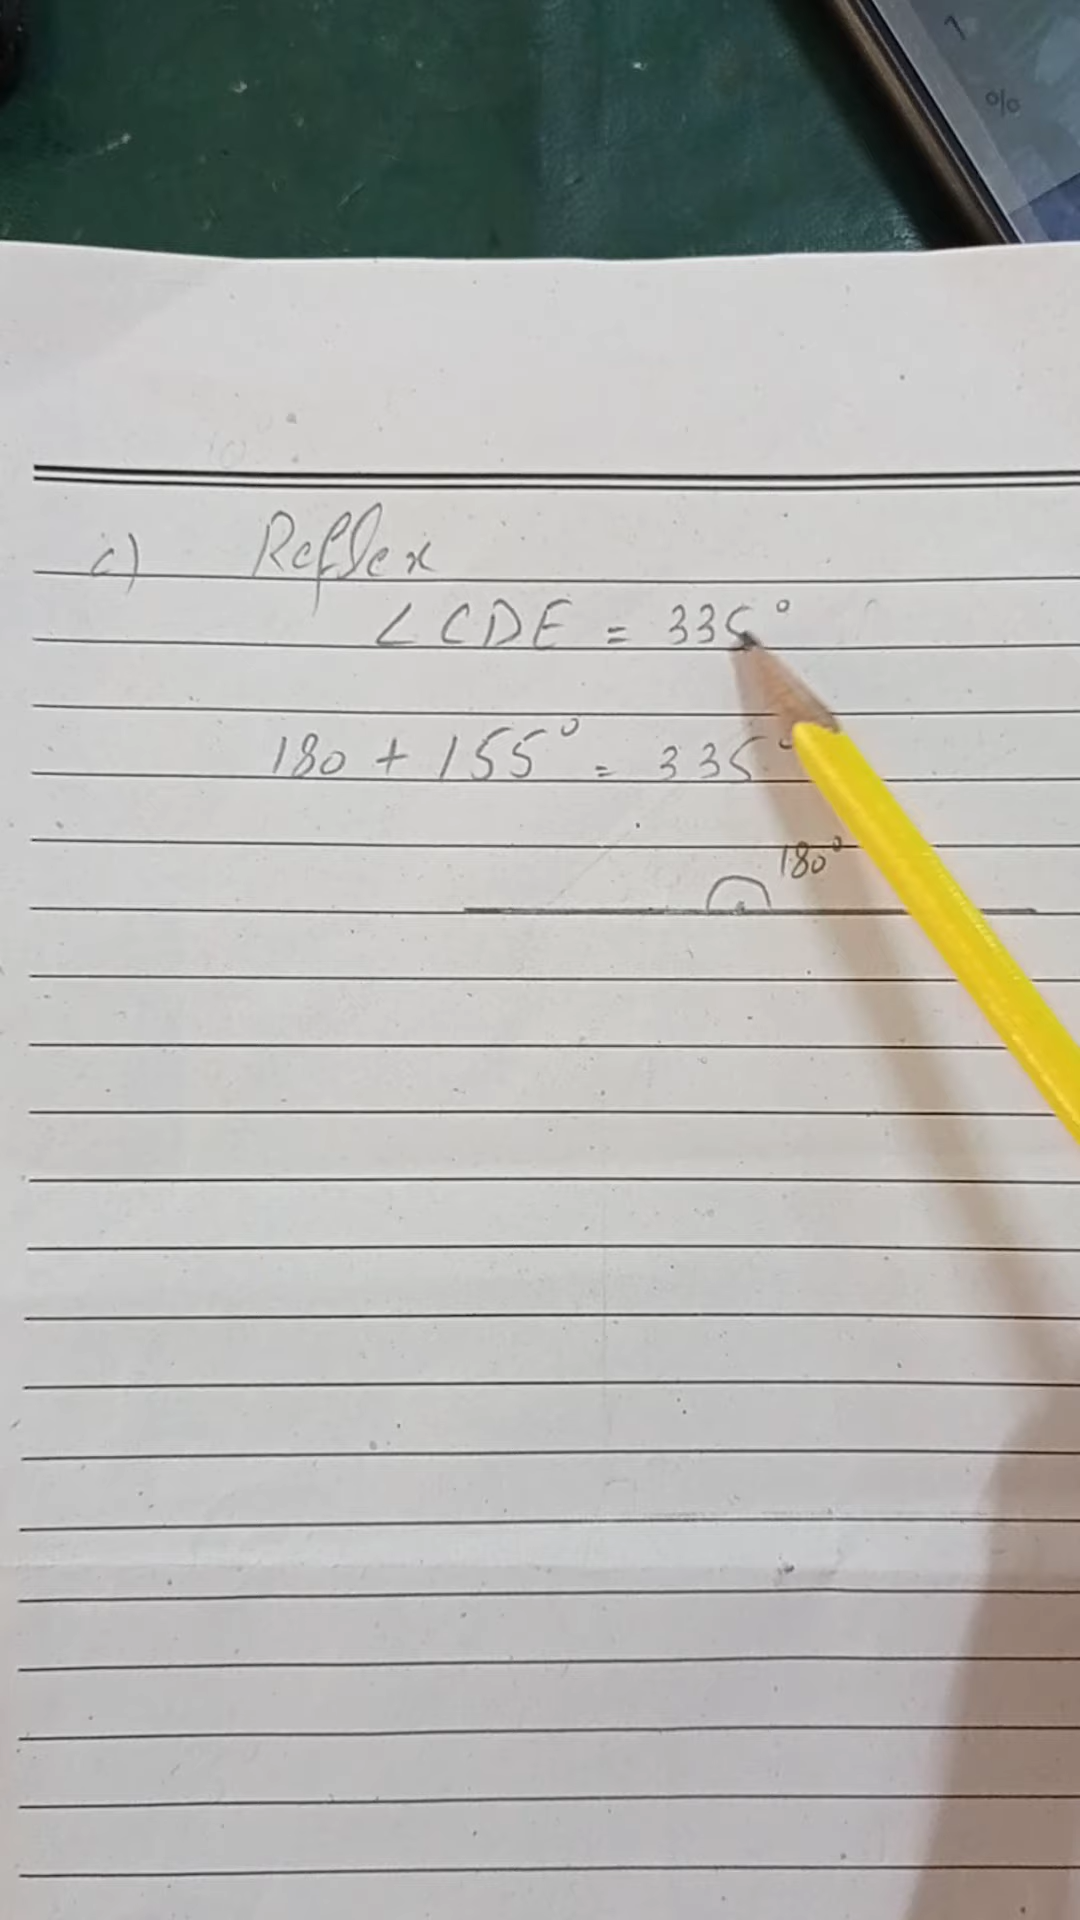 c) Reflex
∠CDE = 335°
180 + 155° = 335°
180°
%